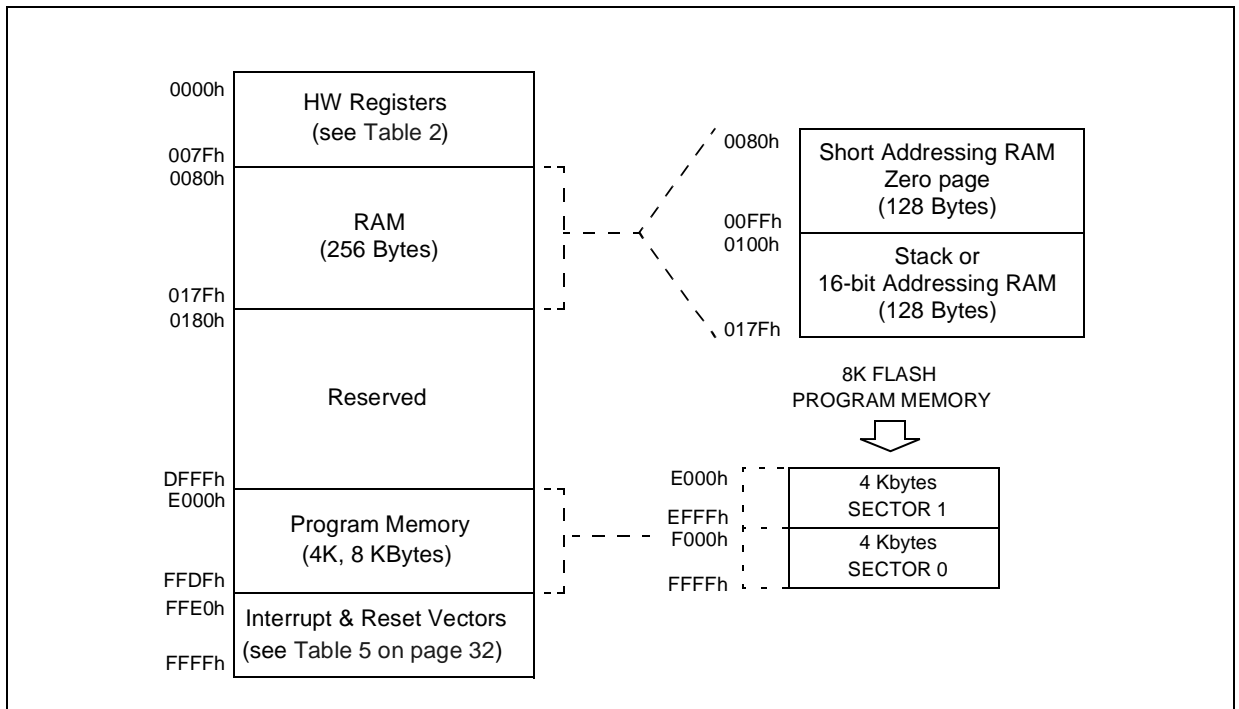 0000h
HW Registers
(see Table 2)
007Fh
0080h
RAM
(256 Bytes)
017Fh
0180h
Reserved
DFFFh
E000h
Program Memory
(4K, 8 KBytes)
FFDFh
FFE0h
Interrupt & Reset Vectors
(see Table 5 on page 32)
FFFFh
0080h
Short Addressing RAM
Zero page
(128 Bytes)
00FFh
0100h
Stack or
16-bit Addressing RAM
(128 Bytes)
017Fh
8K FLASH
PROGRAM MEMORY
E000h
4 Kbytes
SECTOR 1
EFFFh
F000h
4 Kbytes
SECTOR 0
FFFFh